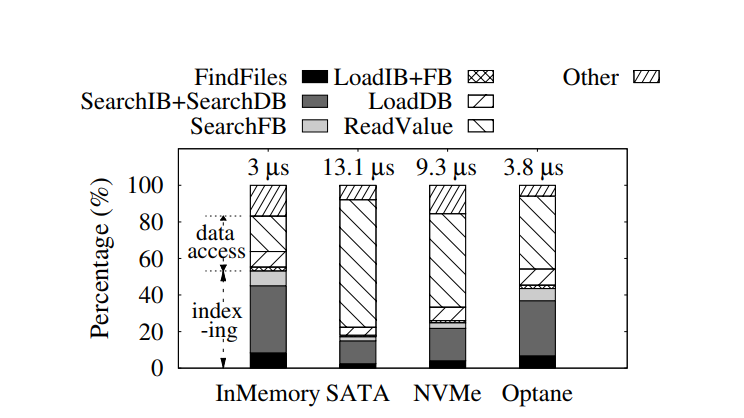 FindFiles LoadIB+FB Other
SearchIB+SearchDB LoadDB
SearchFB ReadValue
3 μs 13.1 μs 9.3 μs 3.8 μs
Percentage (%)
100
80
60
40
20
0
data
access
index
-ing
InMemory SATA NVMe Optane